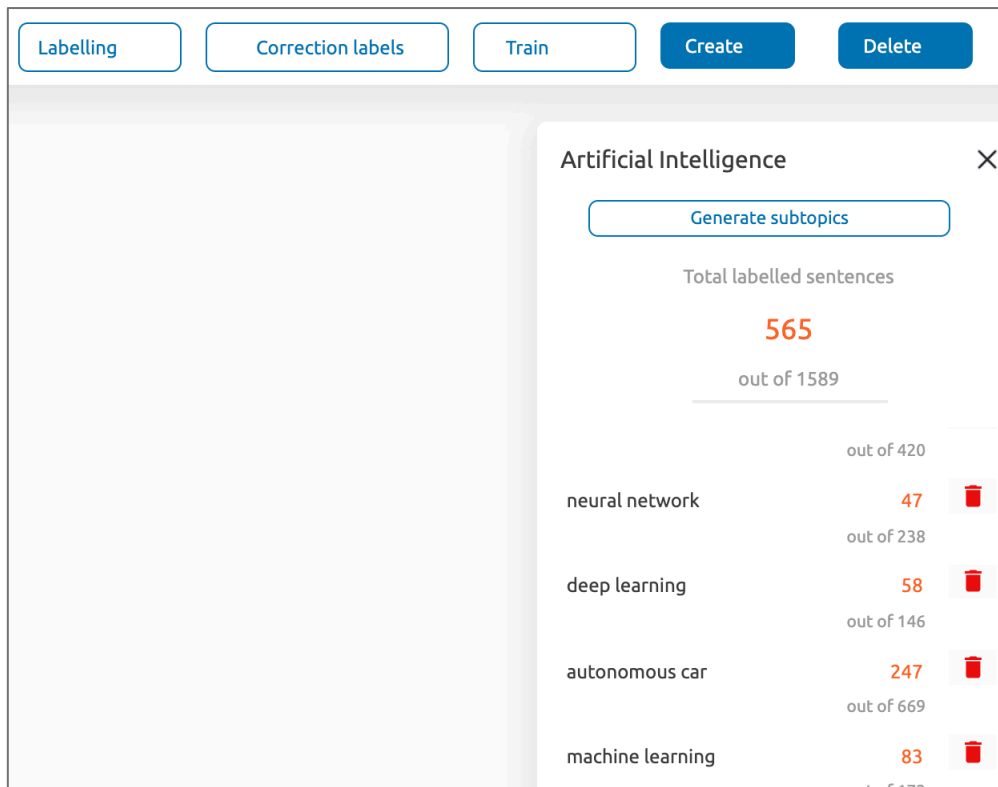 Labelling Correction labels Train Create Delete
Artificial Intelligence
Generate subtopics
Total labelled sentences
565
out of 1589
out of 420
neural network 47
out of 238
deep learning 58
out of 146
autonomous car 247
out of 669
machine learning 83